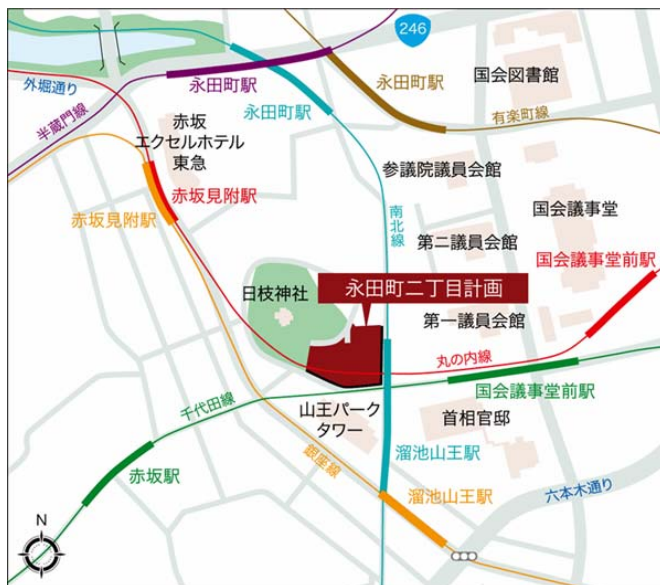 246
永田町駅
永田町駅
永田町駅
国会図書館
外堀通り
半蔵門線
有楽町線
赤坂
エクセルホテル
東急
参議院議員会館
赤坂見附駅
赤坂見附駅
南北線
国会議事堂
第二議員会館
国会議事堂前駅
日枝神社
永田町二丁目計画
第一議員会館
丸の内線
千代田線
山王パーク
タワー
国会議事堂前駅
首相官邸
銀座線
溜池山王駅
赤坂駅
溜池山王駅
六本木通り
N